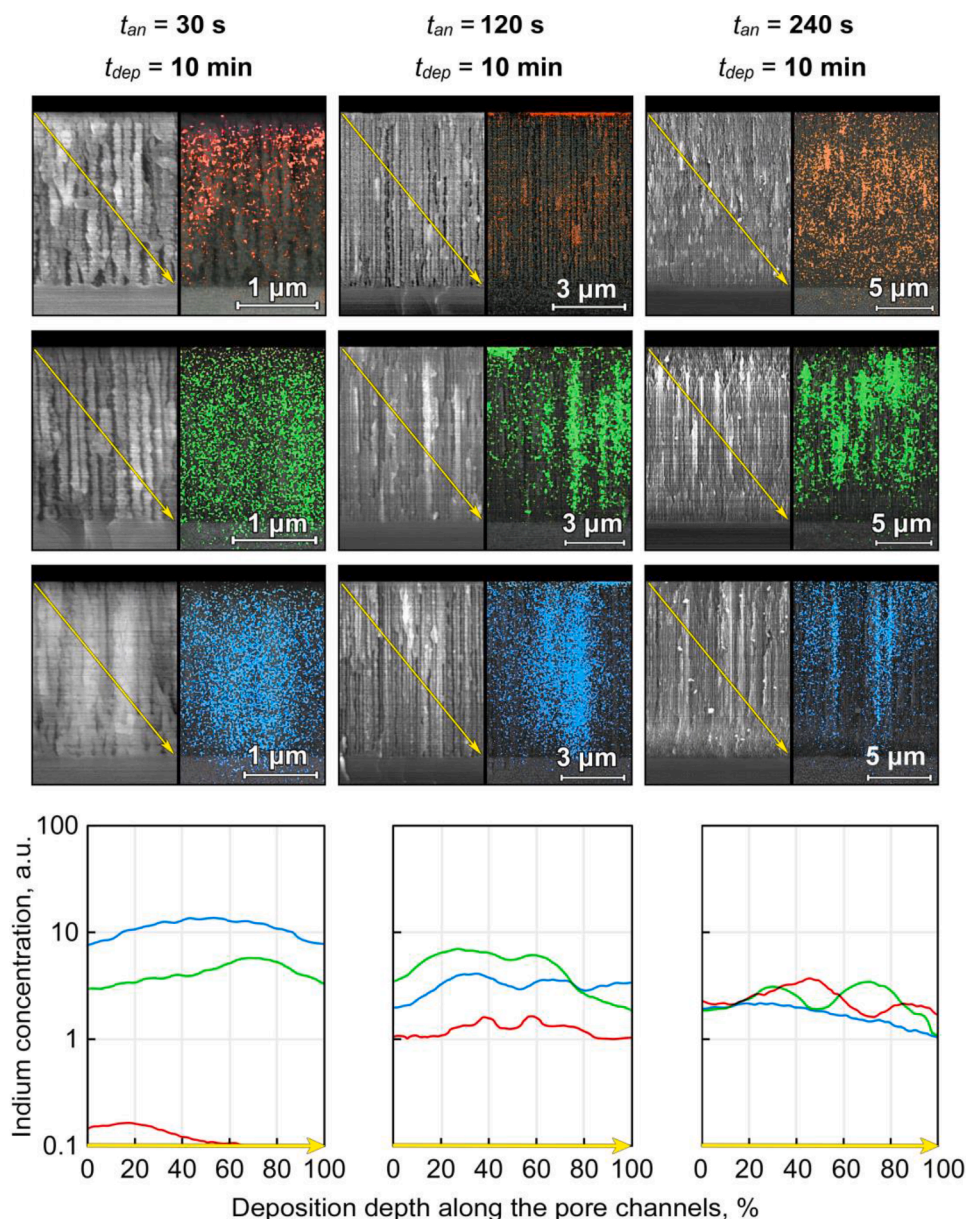 t_an = 30 s t_an = 120 s t_an = 240 s
t_dep = 10 min t_dep = 10 min t_dep = 10 min
1 µm 3 µm 5 µm
1 µm 3 µm 5 µm
1 µm 3 µm 5 µm
Indium concentration, a.u.
100
10
1
0.1
0 20 40 60 80 100 0 20 40 60 80 100 0 20 40 60 80 100
Deposition depth along the pore channels, %